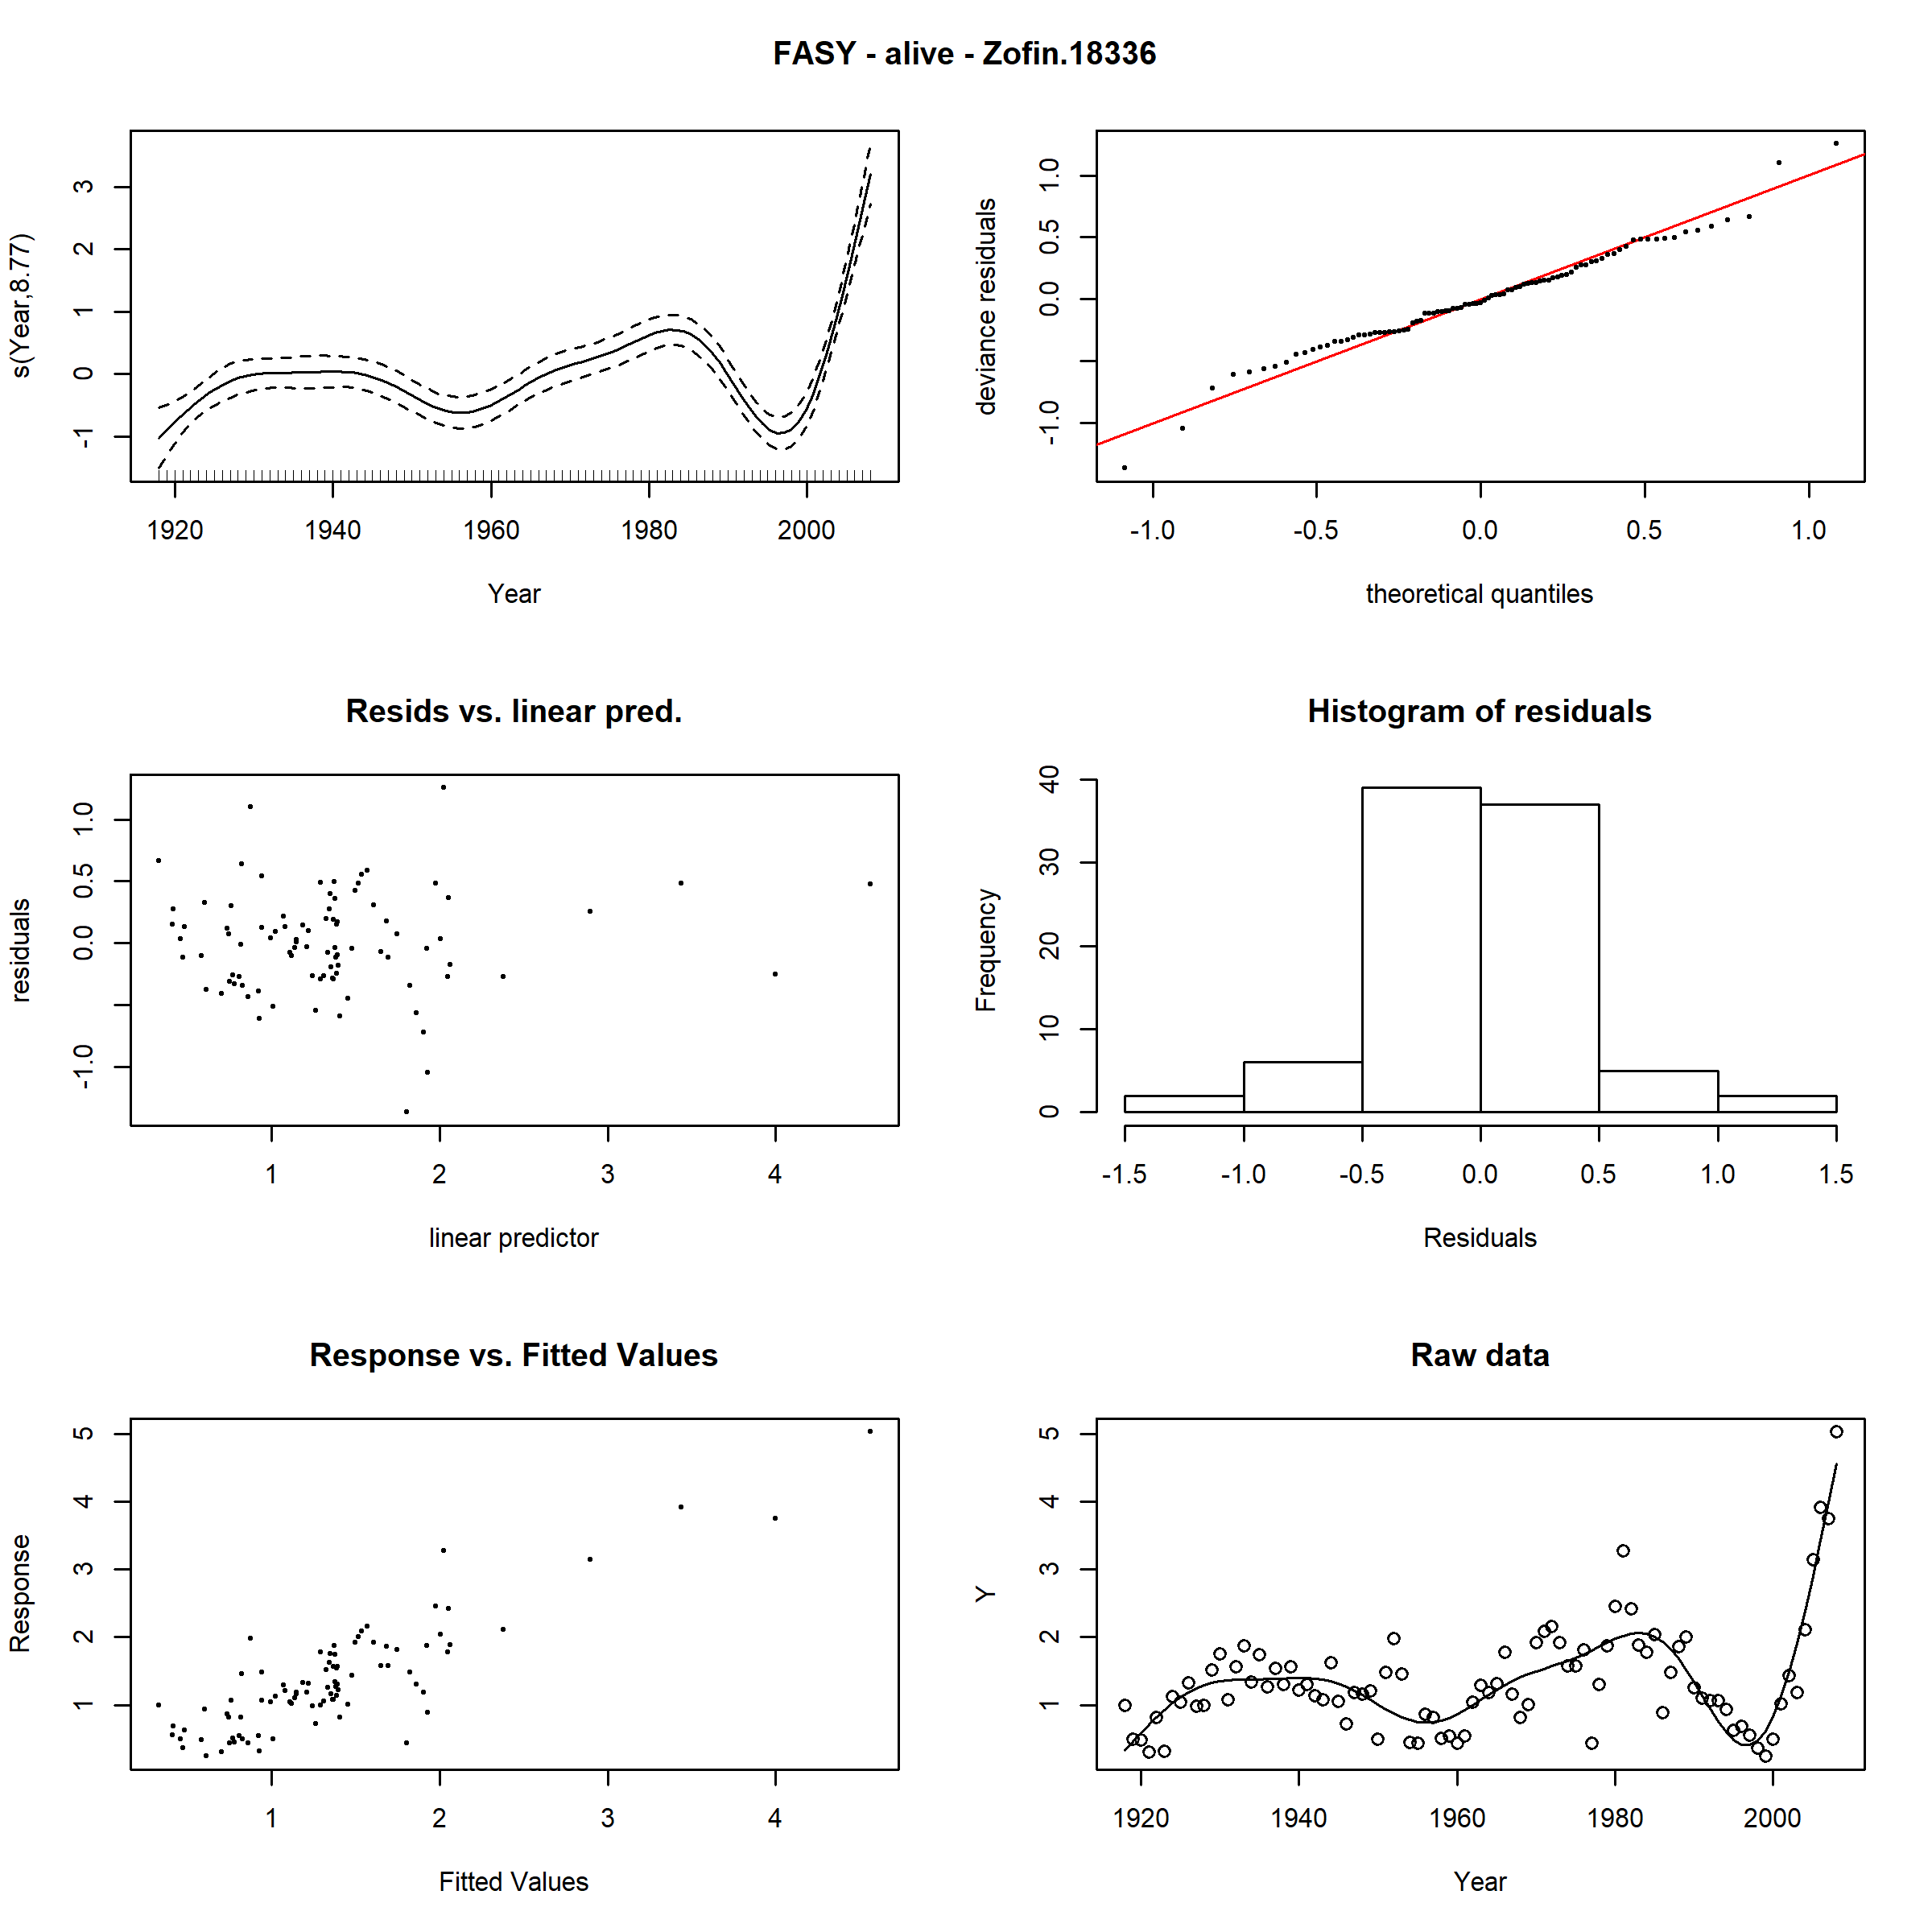 FASY - alive - Zofin.18336
s(Year,8.77)
3
2
1
0
-1
1920 1940 1960 1980 2000
Year
deviance residuals
1.0
0.5
0.0
-1.0
-1.0 -0.5 0.0 0.5 1.0
theoretical quantiles
Resids vs. linear pred.
residuals
1.0
0.5
0.0
-1.0
1 2 3 4
linear predictor
Histogram of residuals
Frequency
40
30
20
10
0
-1.5 -1.0 -0.5 0.0 0.5 1.0 1.5
Residuals
Response vs. Fitted Values
Response
5
4
3
2
1
1 2 3 4
Fitted Values
Raw data
Y
5
4
3
2
1
1920 1940 1960 1980 2000
Year